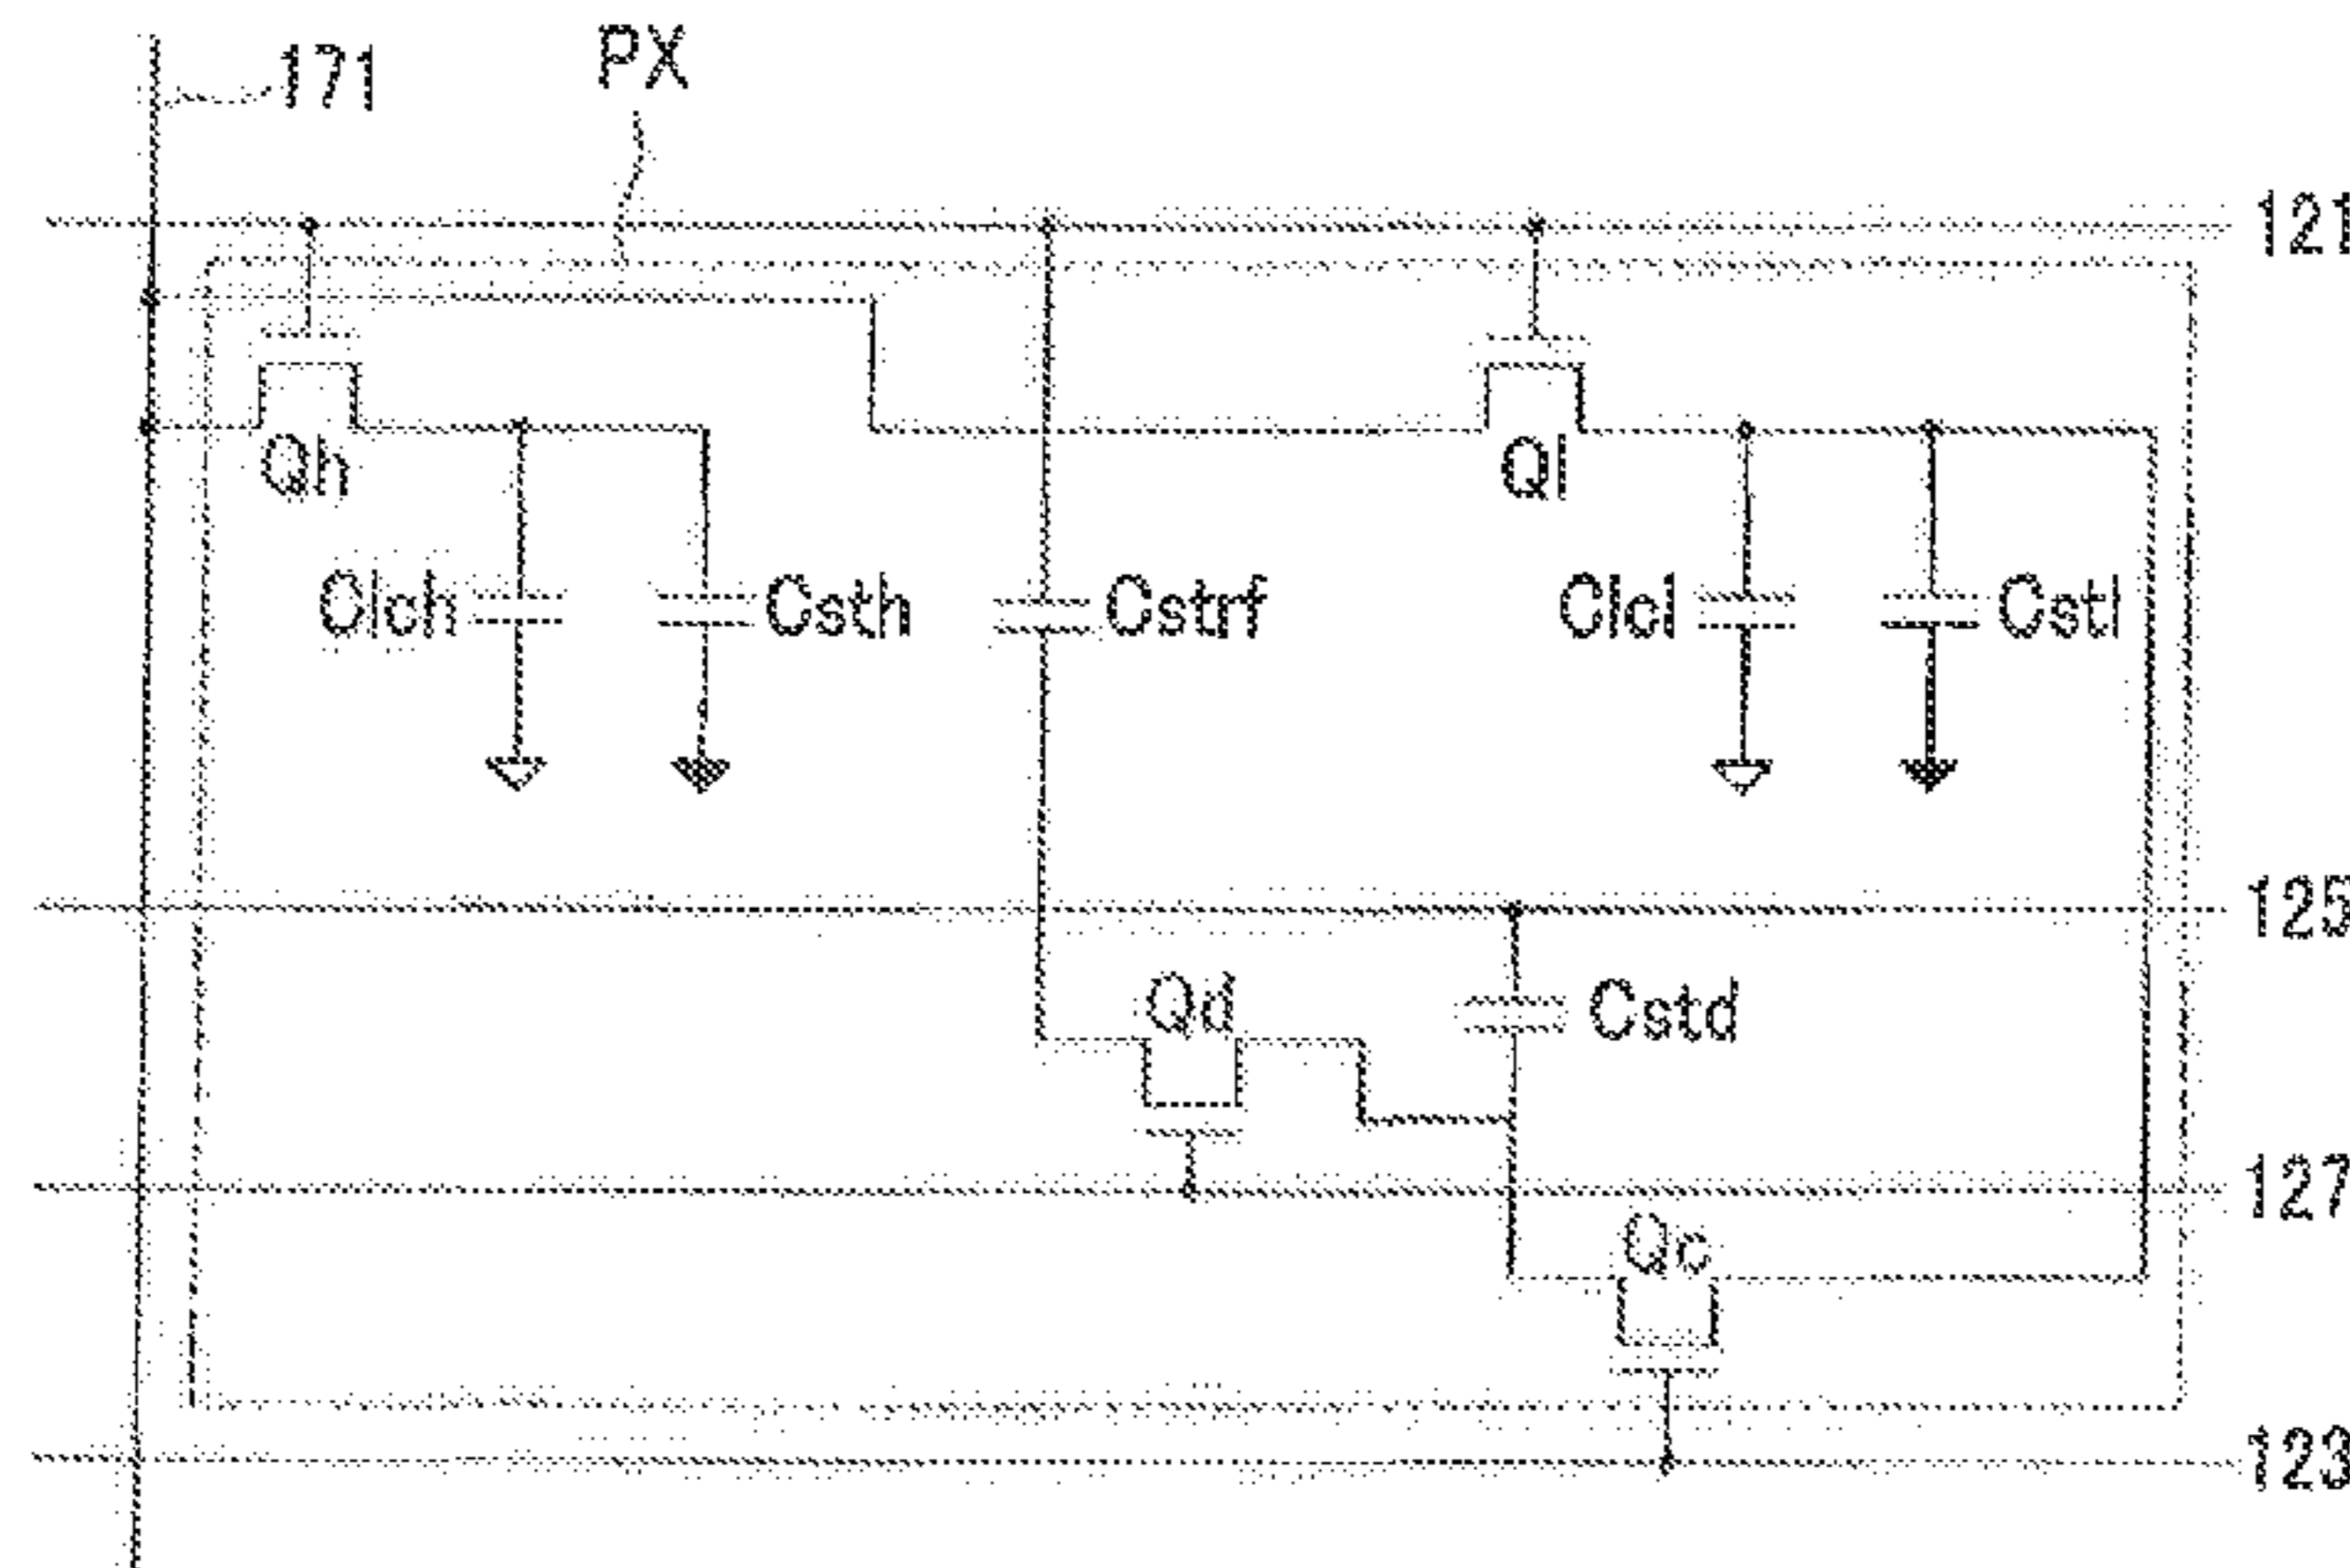 171
PX
121
Qh
Ql
Clch
Csth
Cstrf
Clcl
Cstl
125
Qd
Cstd
127
Qc
123